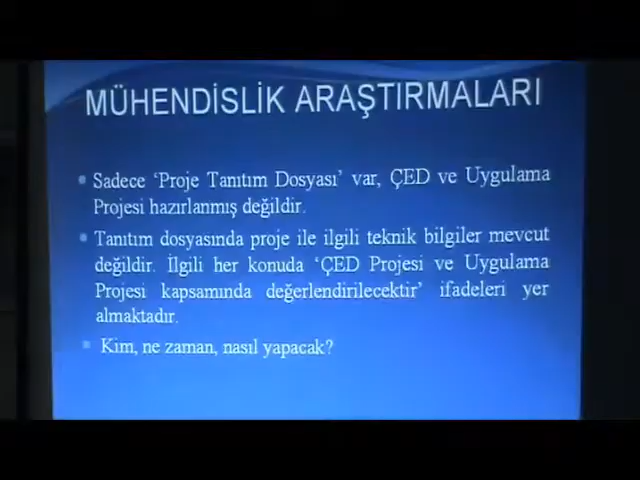 MÜHENDİSLİK ARAŞTIRMALARI
• Sadece ‘Proje Tanıtım Dosyası’ var, ÇED ve Uygulama
Projesi hazırlanmış değildir.
• Tanıtım dosyasında proje ile ilgili teknik bilgiler mevcut
değildir. İlgili her konuda ‘ÇED Projesi ve Uygulama
Projesi kapsamında değerlendirilecektir’ ifadeleri yer
almaktadır.
• Kim, ne zaman, nasıl yapacak?